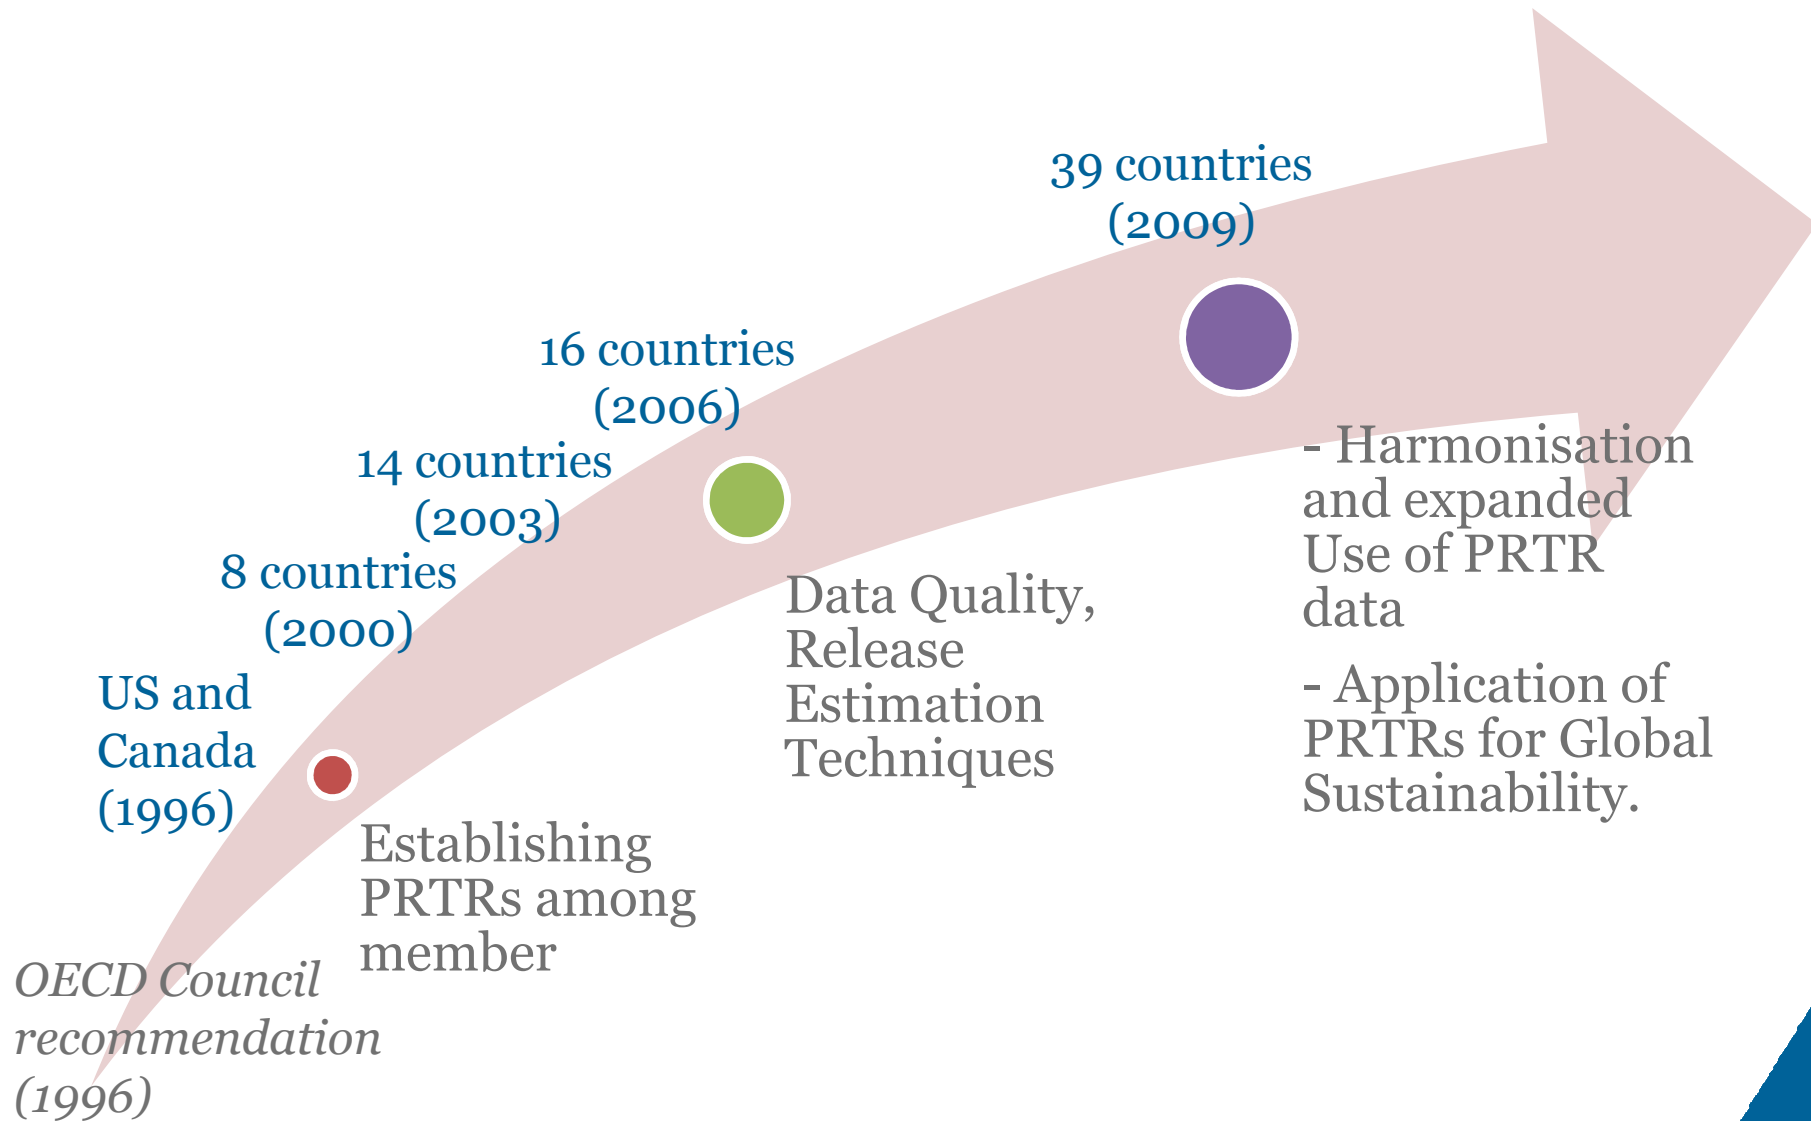 39 countries
(2009)
16 countries
(2006)
14 countries
(2003)
8 countries
(2000)
US and
Canada
(1996)
OECD Council
recommendation
(1996)
Establishing
PRTRs among
member
Data Quality,
Release
Estimation
Techniques
- Harmonisation
and expanded
Use of PRTR
data
- Application of
PRTRs for Global
Sustainability.